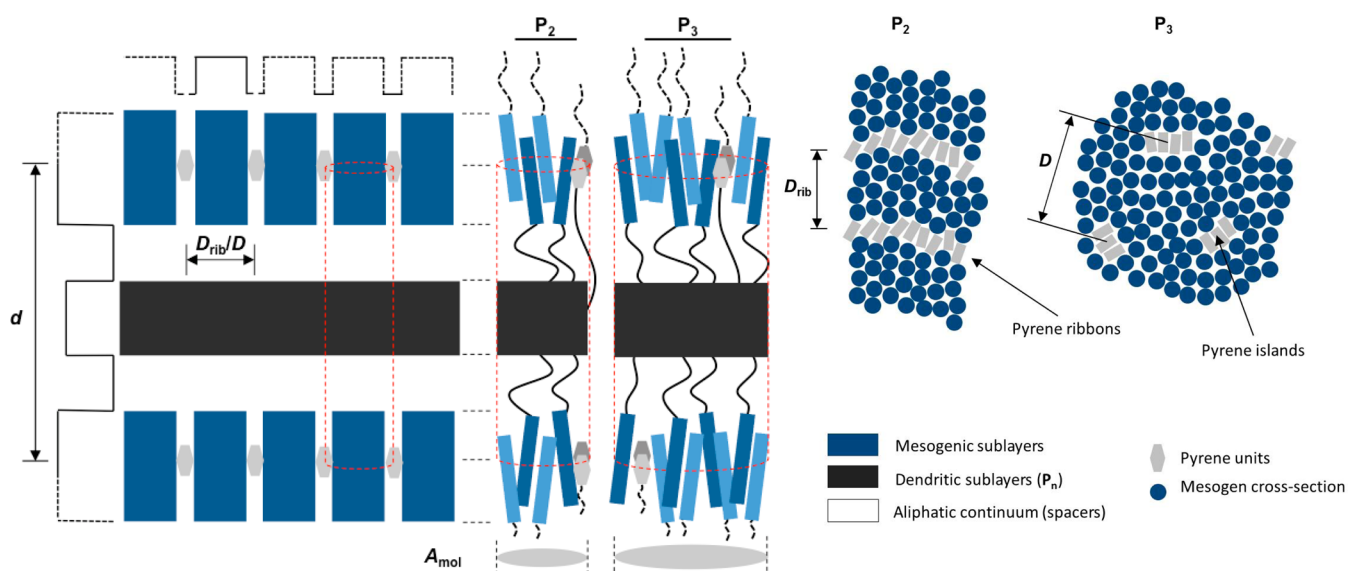 P2
P3
P2
P3
d
Drib/D
Drib
D
Pyrene ribbons
Pyrene islands
Amol
Mesogenic sublayers
Dendritic sublayers (Pn)
Aliphatic continuum (spacers)
Pyrene units
Mesogen cross-section